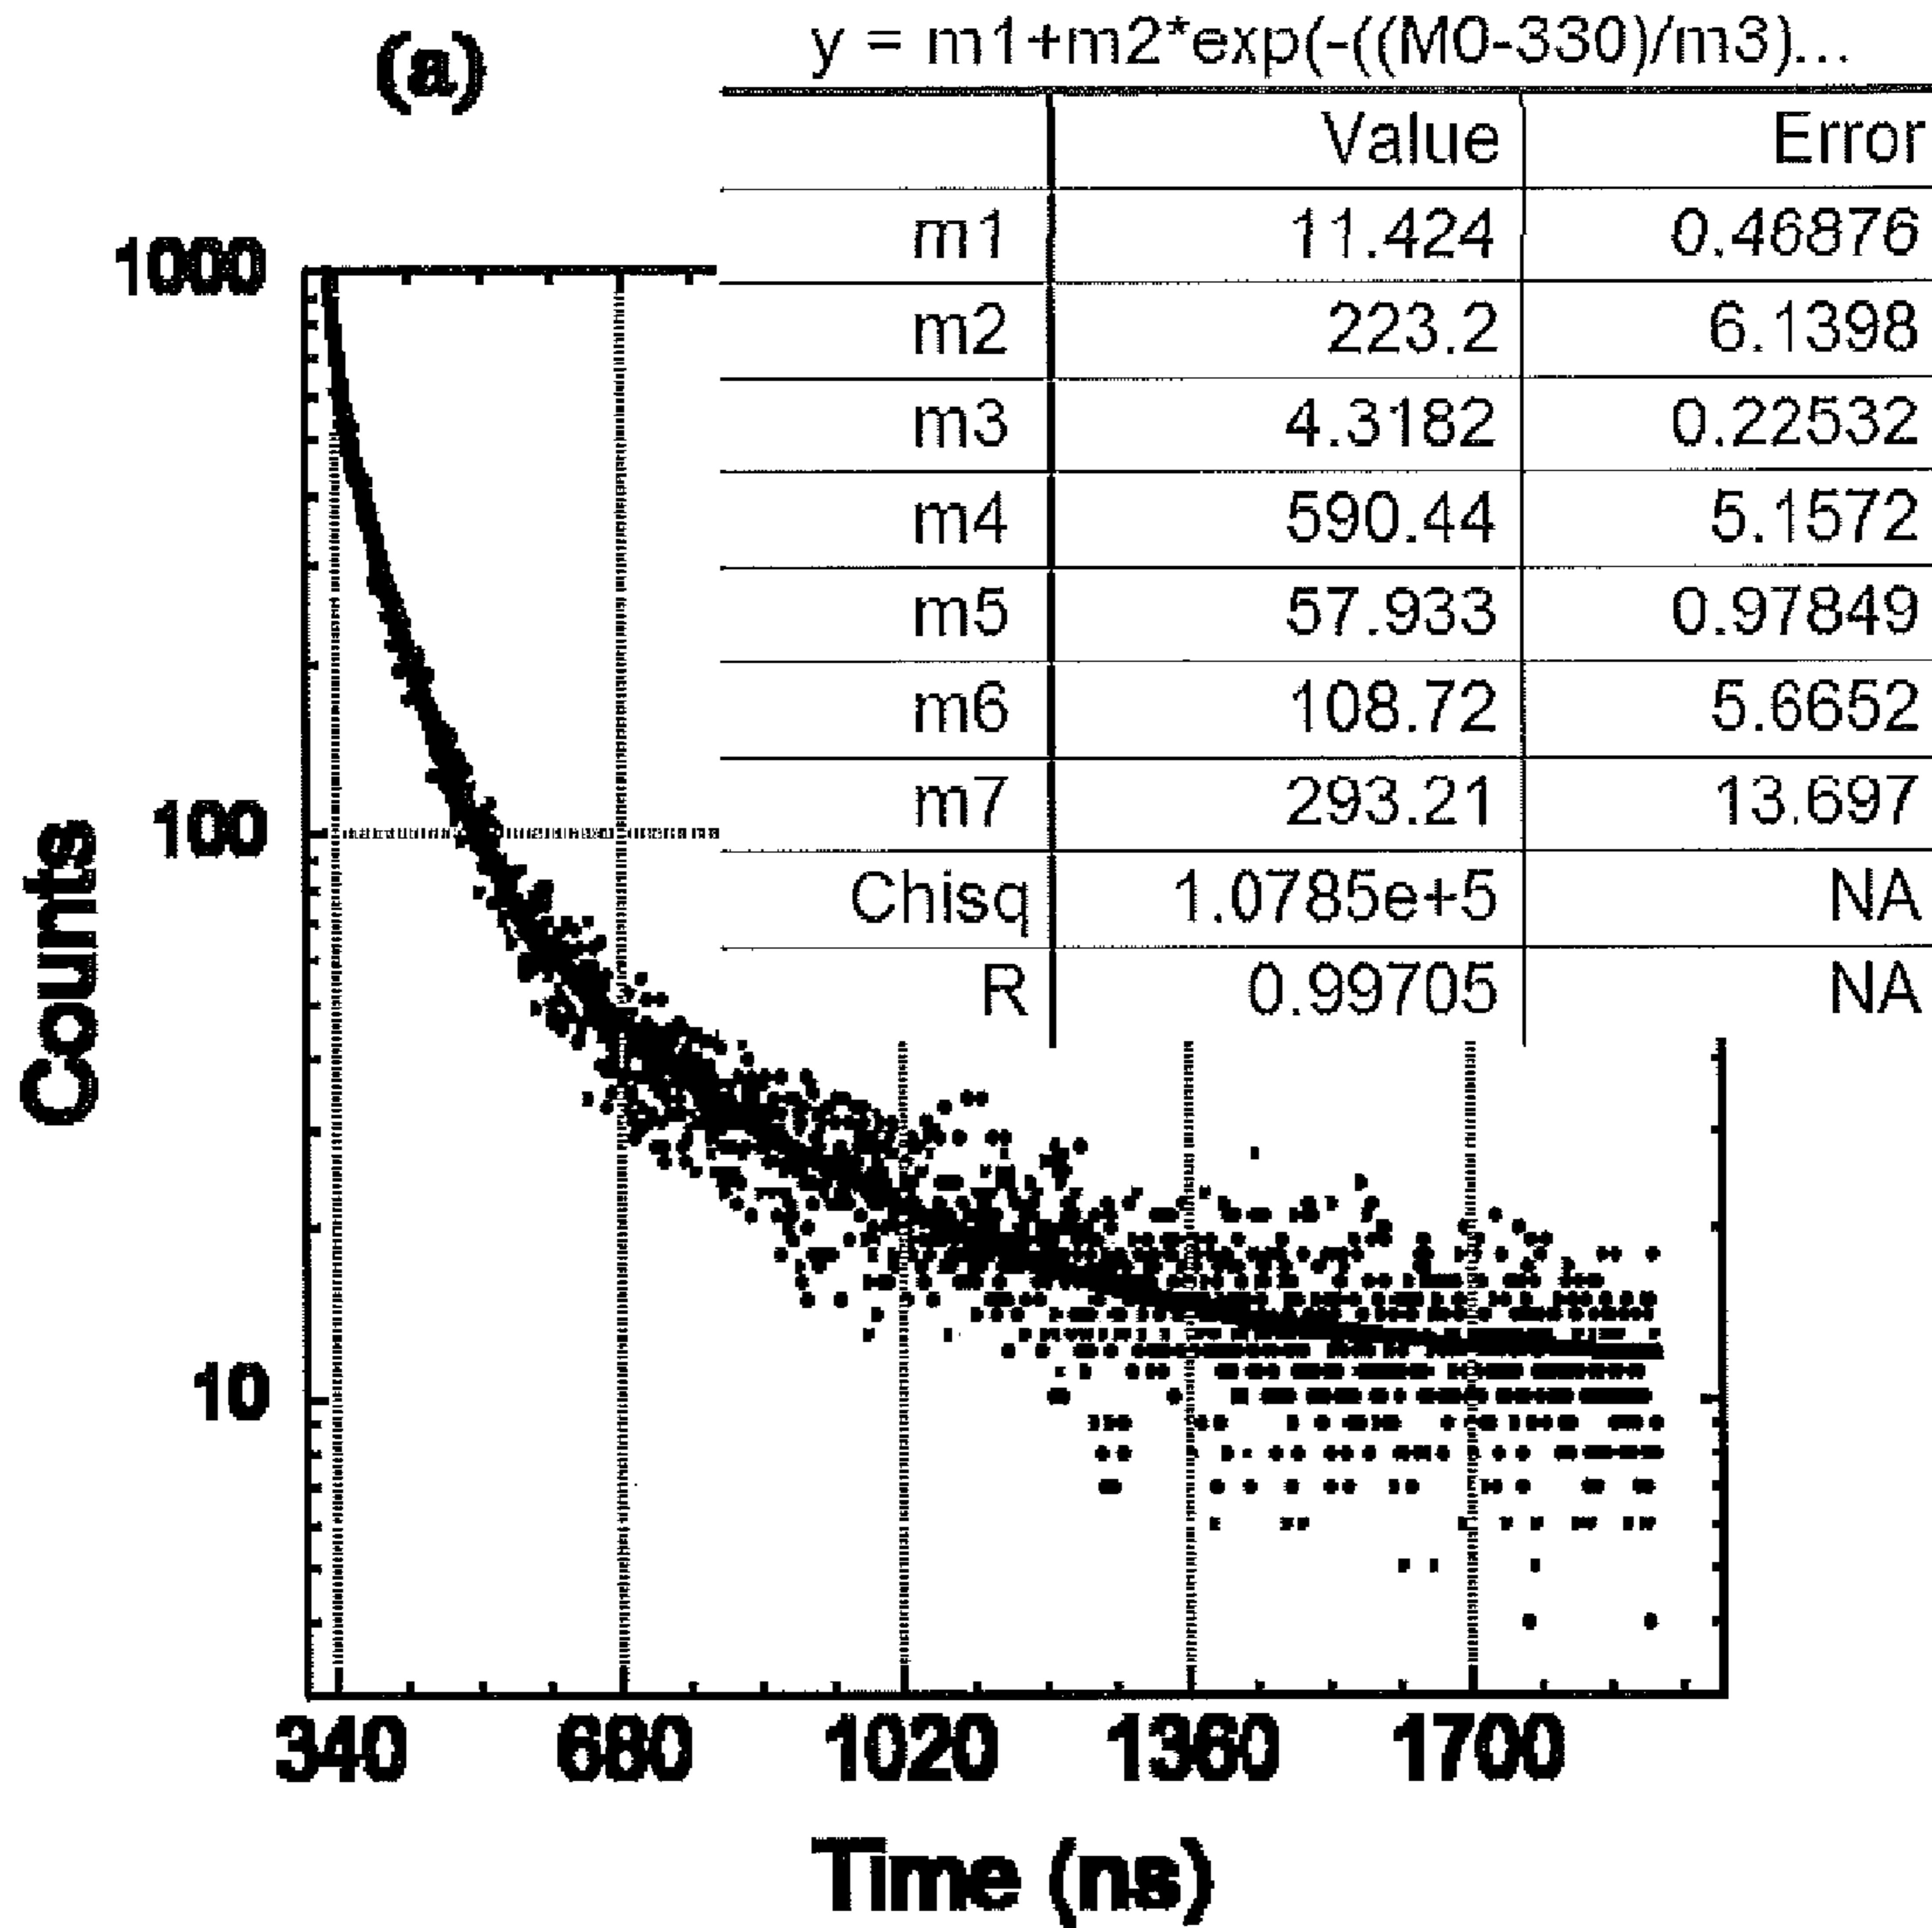 (a)
y = m1+m2*exp(-((M0-330)/m3)...
Value Error
m1 11.424 0.46876
m2 223.2 6.1398
m3 4.3182 0.22532
m4 590.44 5.1572
m5 57.933 0.97849
m6 108.72 5.6652
m7 293.21 13.697
Chisq 1.0785e+5 NA
R 0.99705 NA
1000
100
10
Counts
340 680 1020 1360 1700
Time (ns)